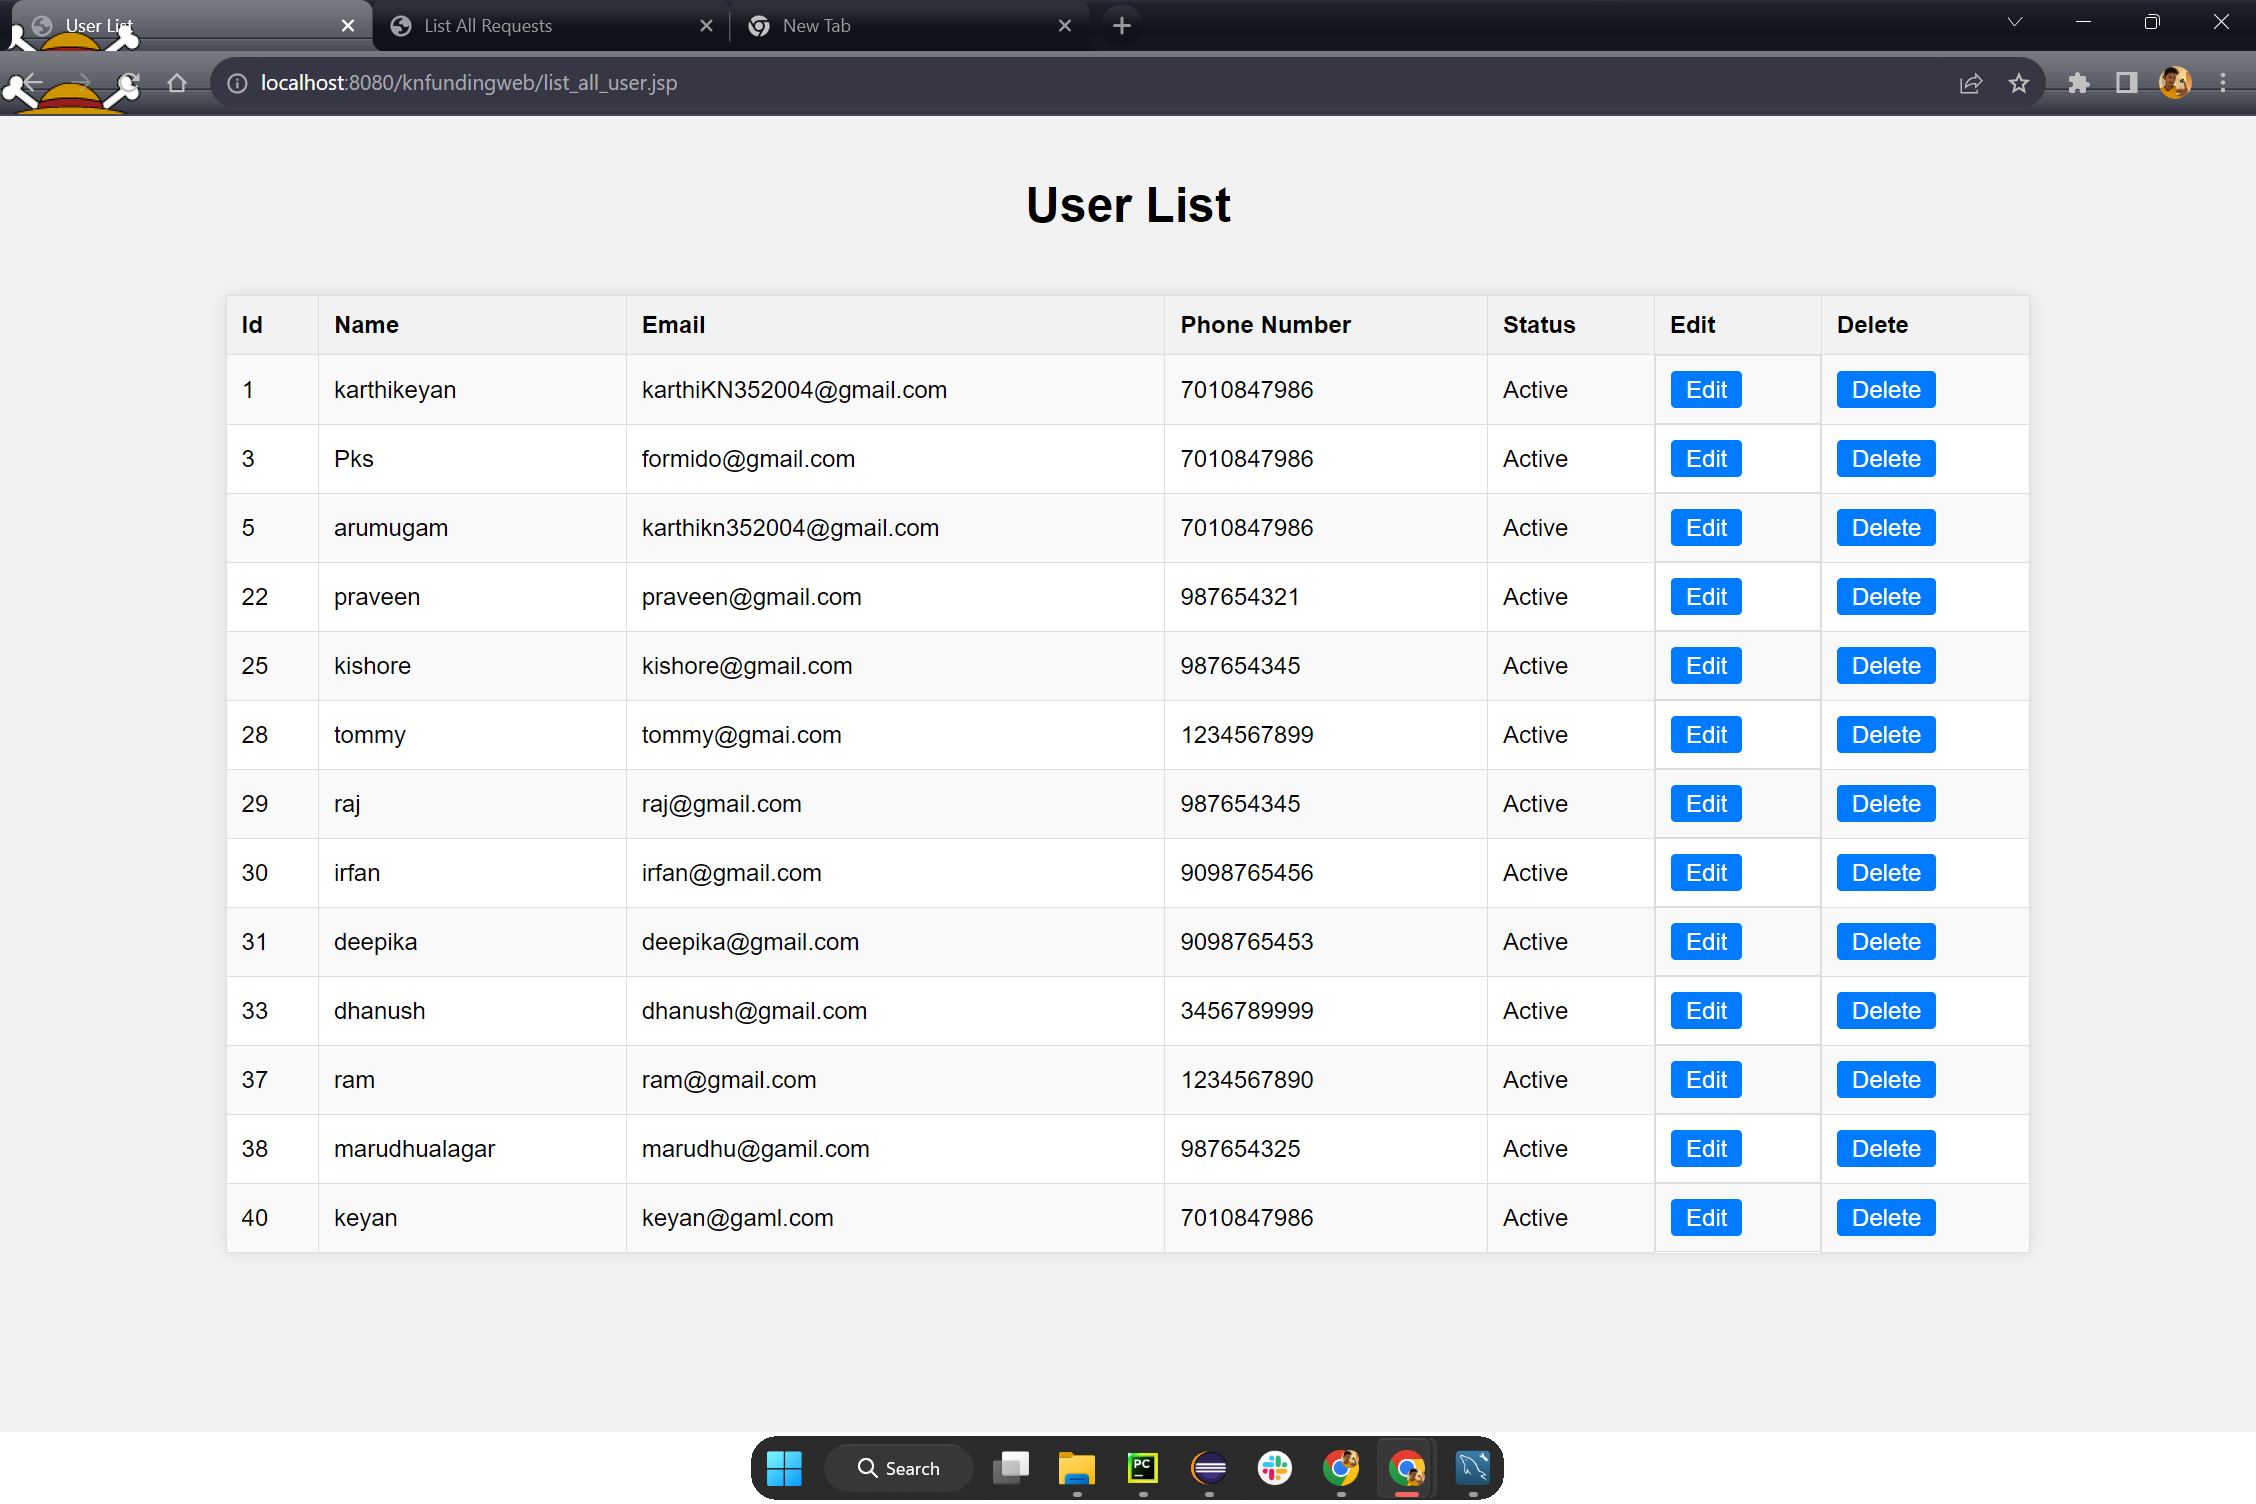 User List
List All Requests
New Tab
localhost:8080/knfundingweb/list_all_user.jsp
User List
Id Name Email Phone Number Status Edit Delete
1 karthikeyan karthiKN352004@gmail.com 7010847986 Active Edit Delete
3 Pks formido@gmail.com 7010847986 Active Edit Delete
5 arumugam karthikn352004@gmail.com 7010847986 Active Edit Delete
22 praveen praveen@gmail.com 987654321 Active Edit Delete
25 kishore kishore@gmail.com 987654345 Active Edit Delete
28 tommy tommy@gmai.com 1234567899 Active Edit Delete
29 raj raj@gmail.com 987654345 Active Edit Delete
30 irfan irfan@gmail.com 9098765456 Active Edit Delete
31 deepika deepika@gmail.com 9098765453 Active Edit Delete
33 dhanush dhanush@gmail.com 3456789999 Active Edit Delete
37 ram ram@gmail.com 1234567890 Active Edit Delete
38 marudhualagar marudhu@gamil.com 987654325 Active Edit Delete
40 keyan keyan@gaml.com 7010847986 Active Edit Delete
Search
PC